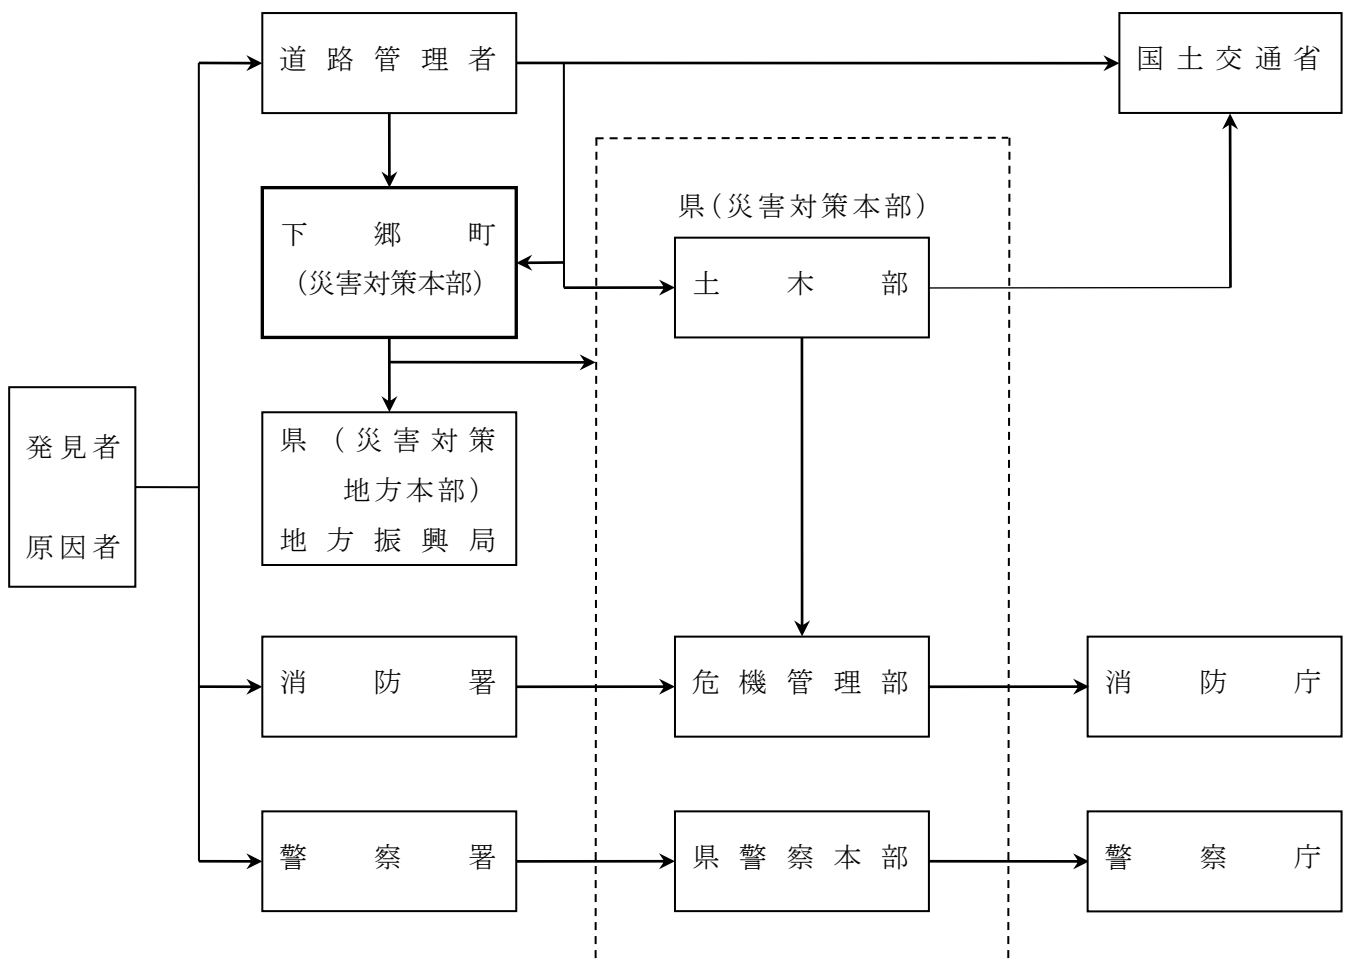 道路管理者
国土交通省
県(災害対策本部)
下郷町
(災害対策本部)
土木部
発見者
原因者
県(災害対策
地方本部)
地方振興局
消防署
危機管理部
消防庁
警察署
県警察本部
警察庁